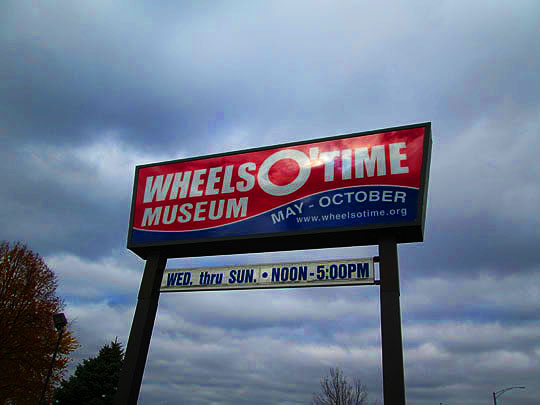 WHEELS O' TIME
MUSEUM
MAY - OCTOBER
www.wheelsotime.org
WED. thru SUN. • NOON - 5:00PM